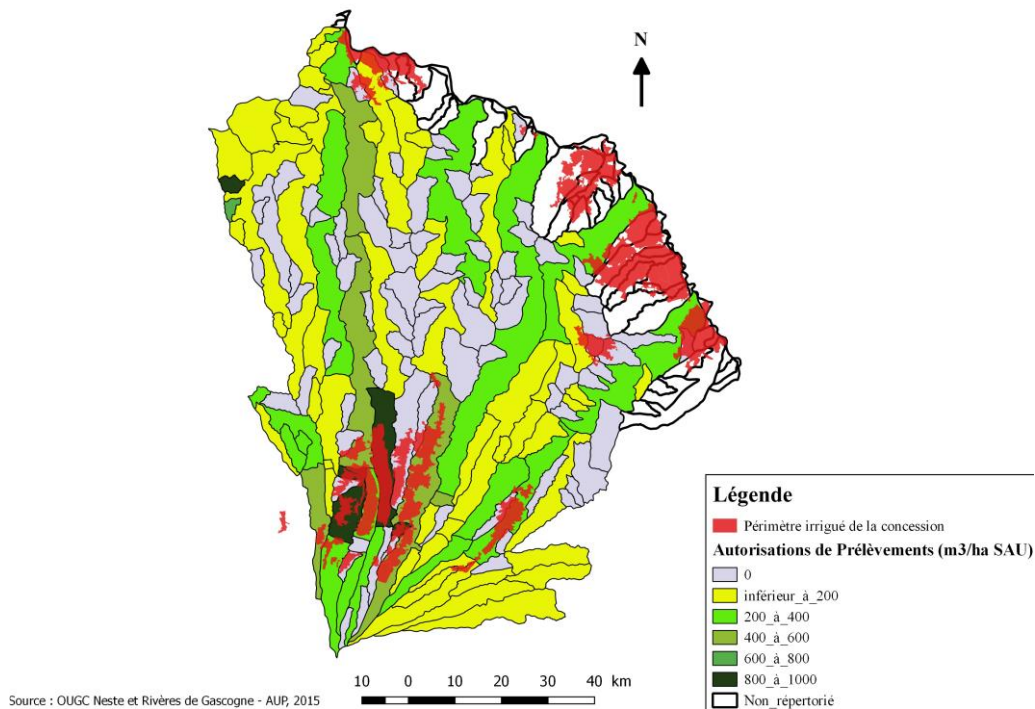 N
Légende
Périmètre irrigué de la concession
Autorisations de Prélèvements (m3/ha SAU)
0
inférieur_à_200
200_à_400
400_à_600
600_à_800
800_à_1000
Non_répertorié
10 0 10 20 30 40 km
Source : OUGC Neste et Rivères de Gascogne - AUP, 2015